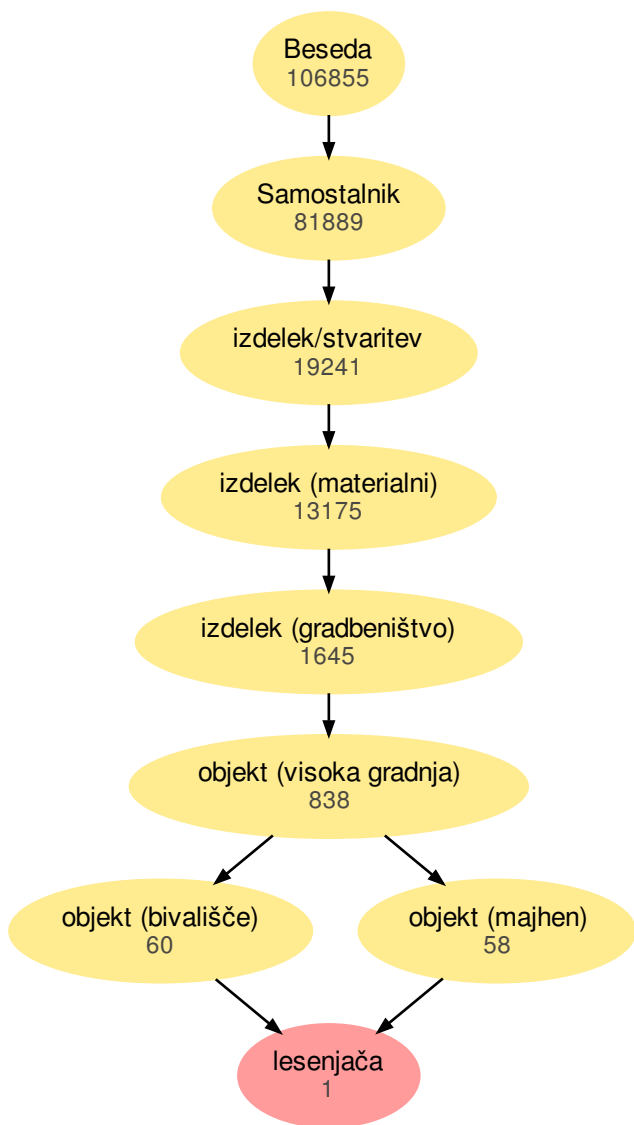 Beseda
106855
Samostalnik
81889
izdelek/stvaritev
19241
izdelek (materialni)
13175
izdelek (gradbeništvo)
1645
objekt (visoka gradnja)
838
objekt (bivališče)
60
objekt (majhen)
58
lesenjača
1